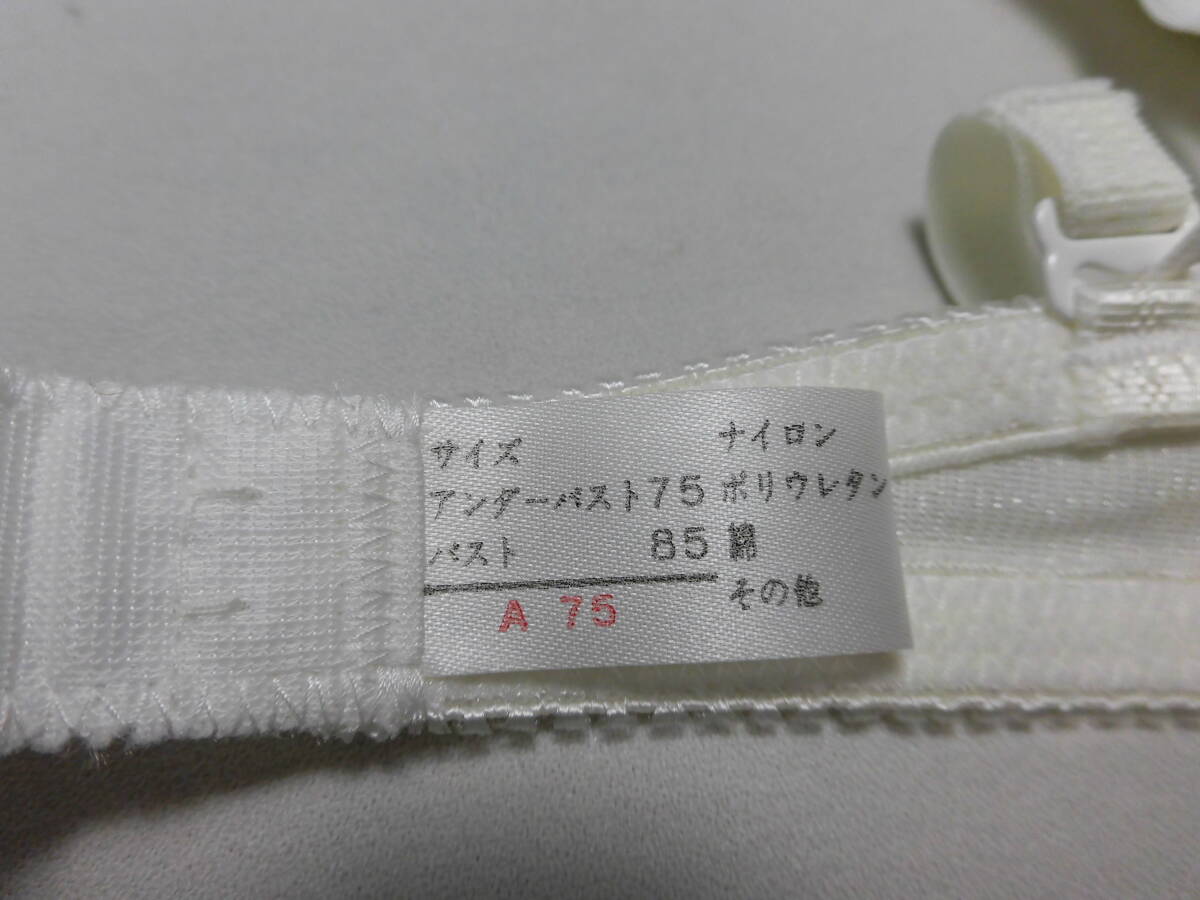 サイズ
アンダーバスト75
バスト 85
A 75
ナイロン
ポリウレタン
綿
その他